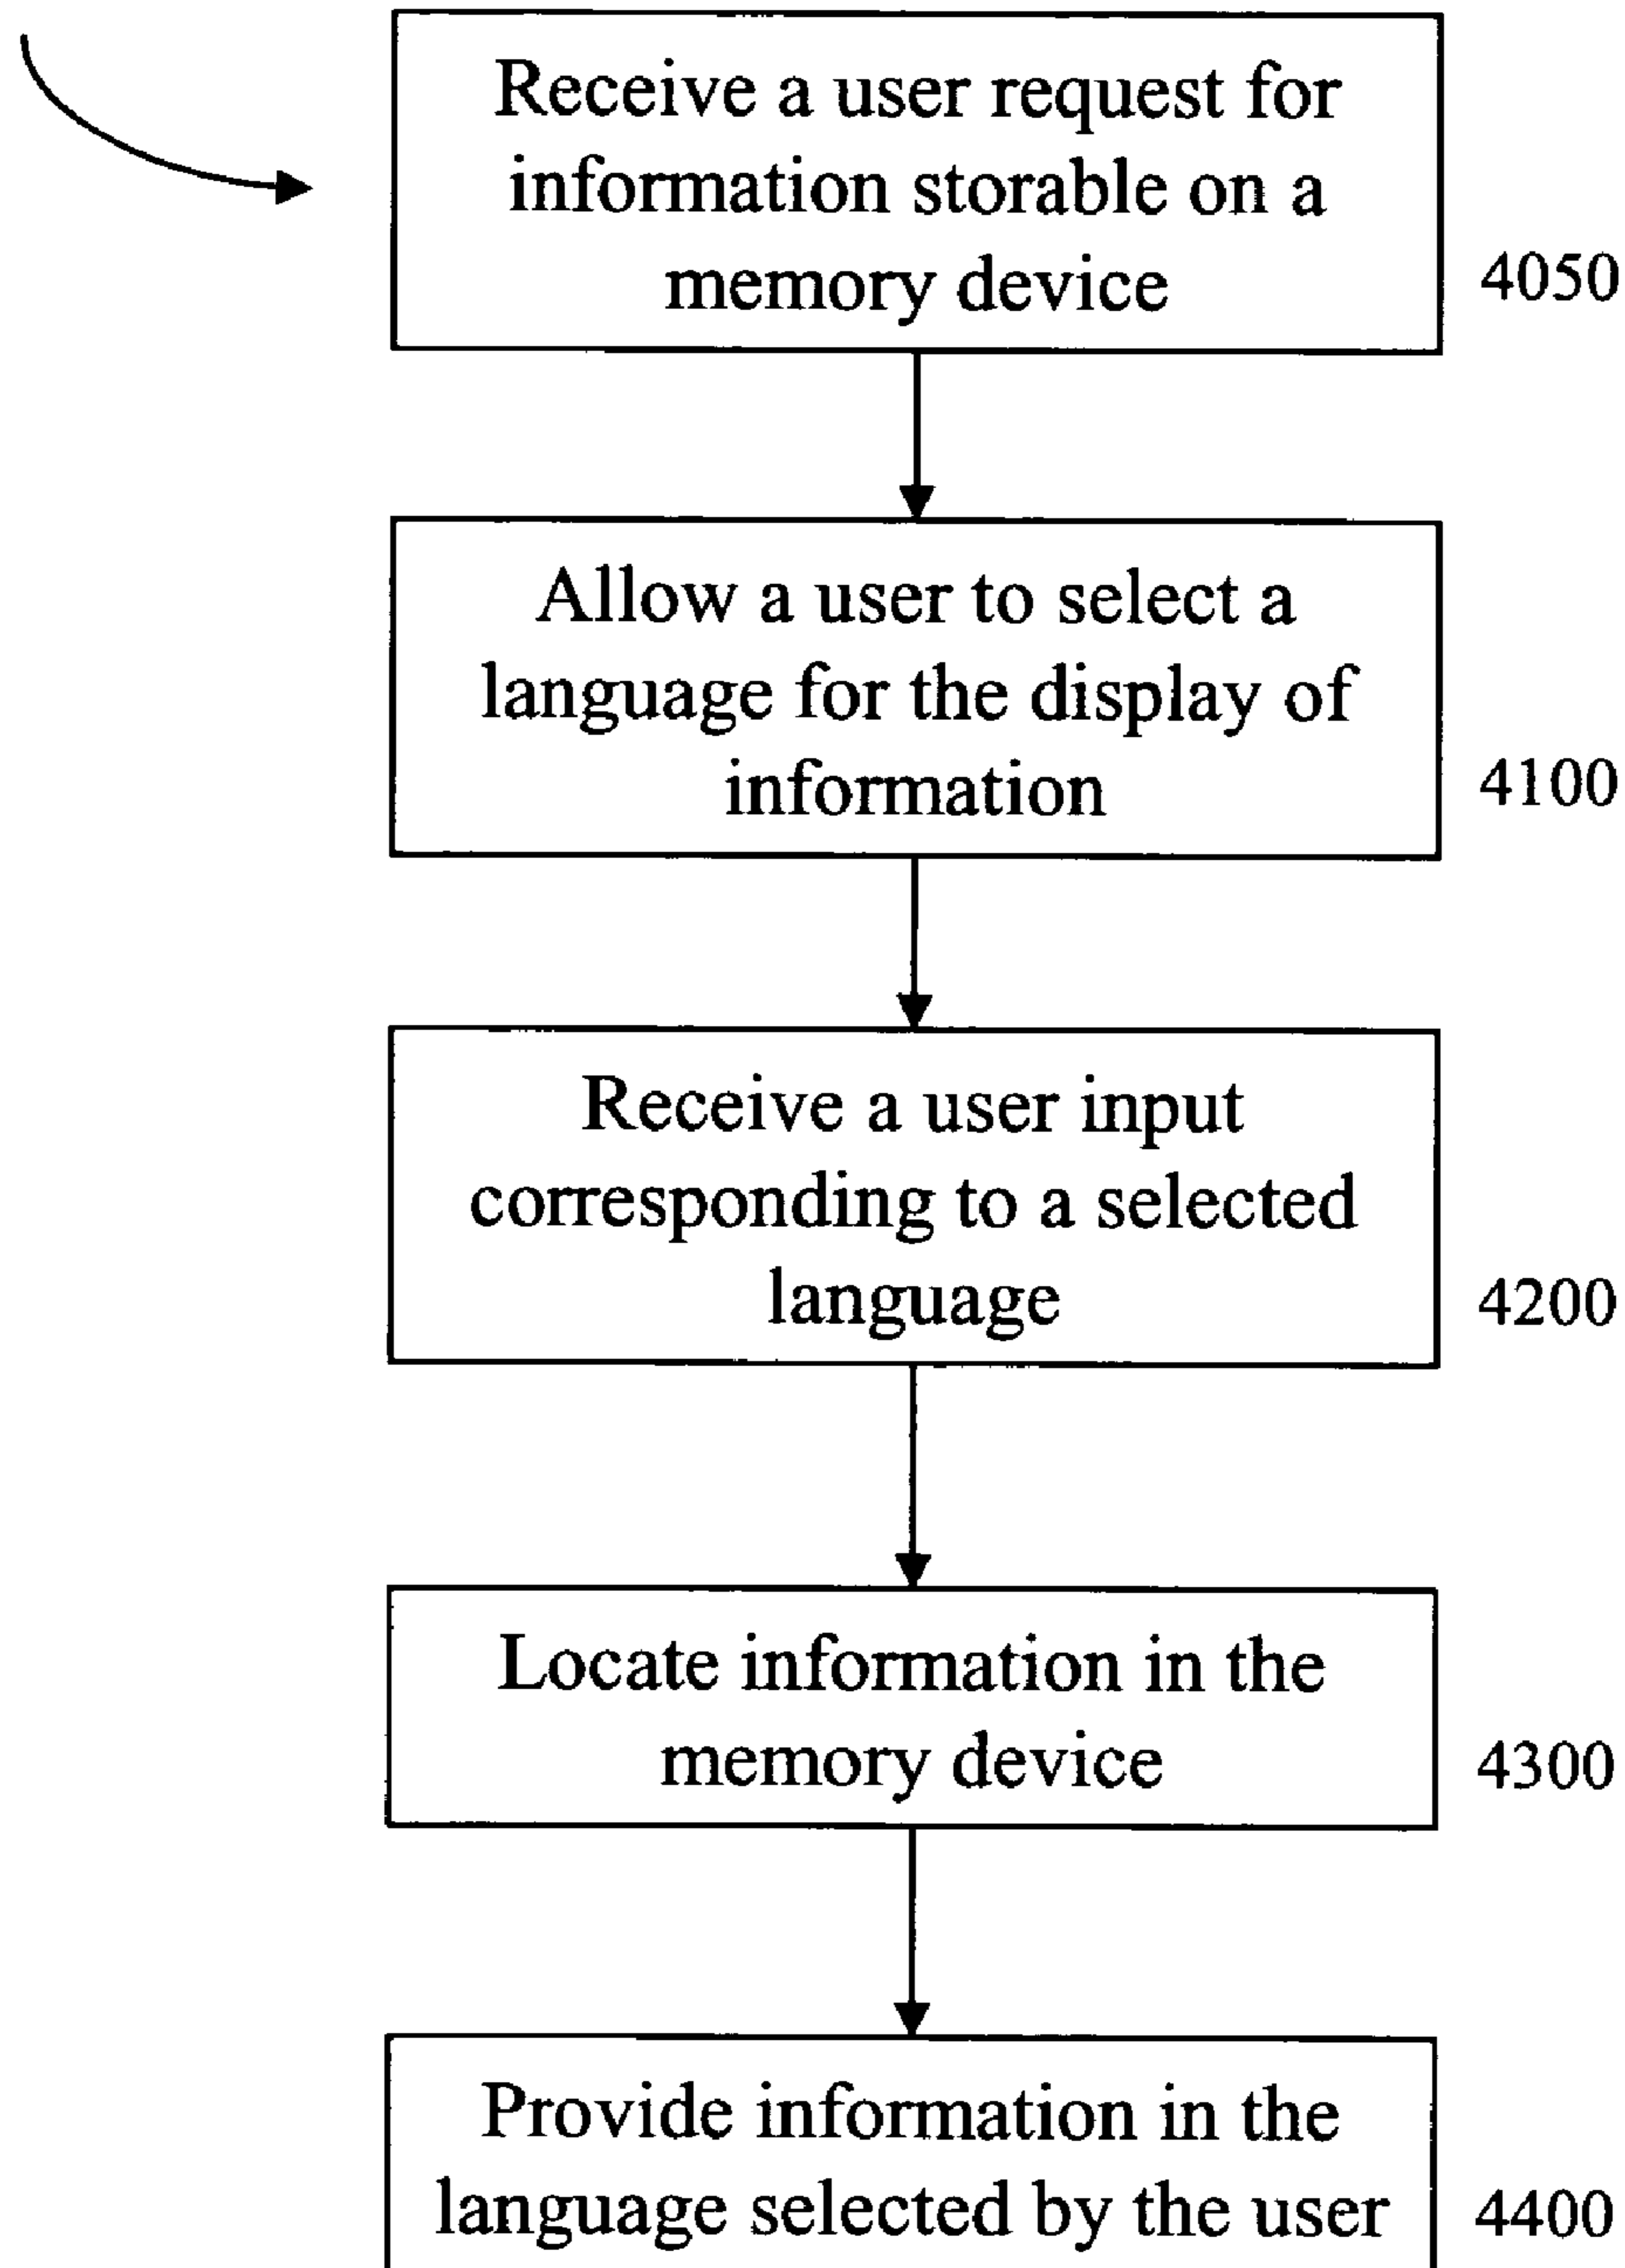 Receive a user request for
information storable on a
memory device
4050
Allow a user to select a
language for the display of
information
4100
Receive a user input
corresponding to a selected
language
4200
Locate information in the
memory device
4300
Provide information in the
language selected by the user
4400